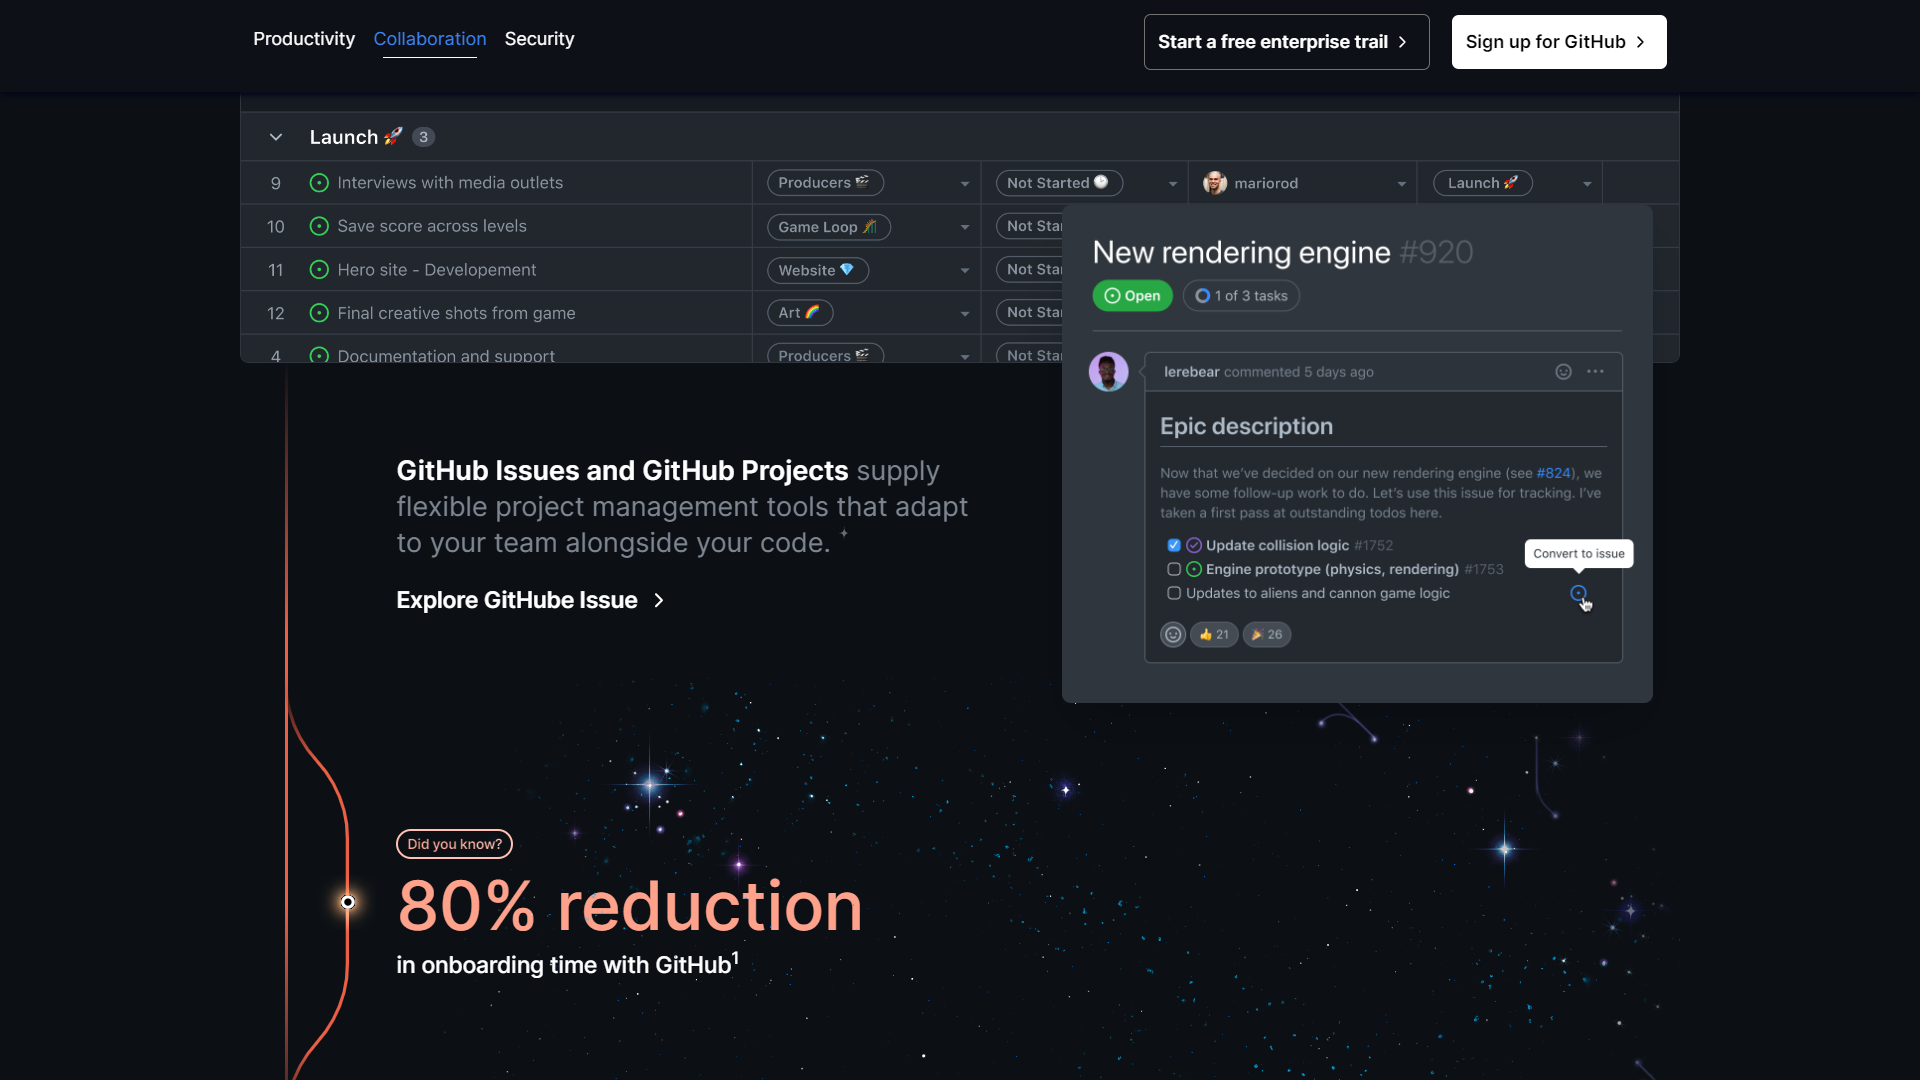 Productivity Collaboration Security
Start a free enterprise trail
Sign up for GitHub
Launch 🚀 3
9 Interviews with media outlets Producers 🎬 Not Started 🕑 mariorod Launch 🚀
10 Save score across levels Game Loop 🎢 Not Star
11 Hero site - Developement Website 💎 Not Star
12 Final creative shots from game Art 🌈 Not Star
4 Documentation and support Producers 🎬 Not Star
New rendering engine #920
Open 1 of 3 tasks
lerebear commented 5 days ago
Epic description
Now that we've decided on our new rendering engine (see #824), we
have some follow-up work to do. Let's use this issue for tracking. I've
taken a first pass at outstanding todos here.
Update collision logic #1752
Convert to issue
Engine prototype (physics, rendering) #1753
Updates to aliens and cannon game logic
👍 21 🎉 26
GitHub Issues and GitHub Projects supply
flexible project management tools that adapt
to your team alongside your code.
Explore GitHube Issue
Did you know?
80% reduction
in onboarding time with GitHub1